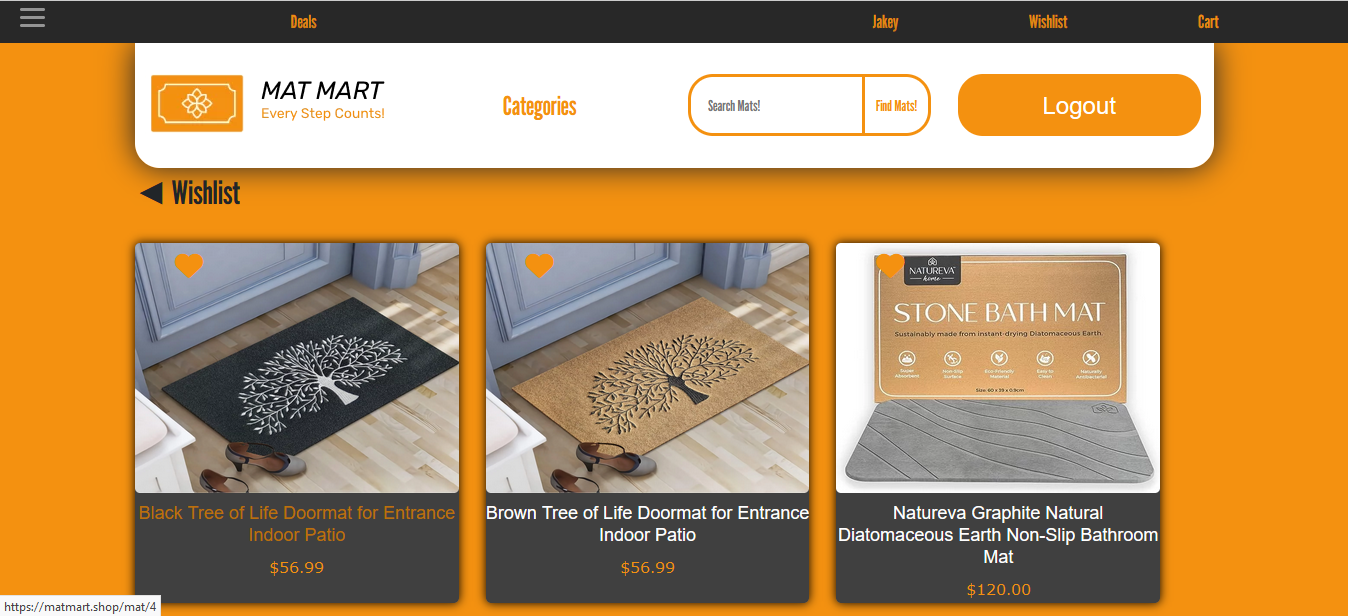 Deals
Jakey
Wishlist
Cart
MAT MART
Every Step Counts!
Categories
Search Mats!
Find Mats!
Logout
◀ Wishlist
NATUREVA
home
STONE BATH MAT
Sustainably made from instant-drying Diatomaceous Earth.
Super
Absorbent
Non-Slip
Surface
Eco-Friendly
Material
Easy to
Clean
Naturally
Antibacterial
Size: 60 x 39 x 0.9cm
Black Tree of Life Doormat for Entrance
Indoor Patio
$56.99
Brown Tree of Life Doormat for Entrance
Indoor Patio
$56.99
Natureva Graphite Natural
Diatomaceous Earth Non-Slip Bathroom
Mat
$120.00
https://matmart.shop/mat/4